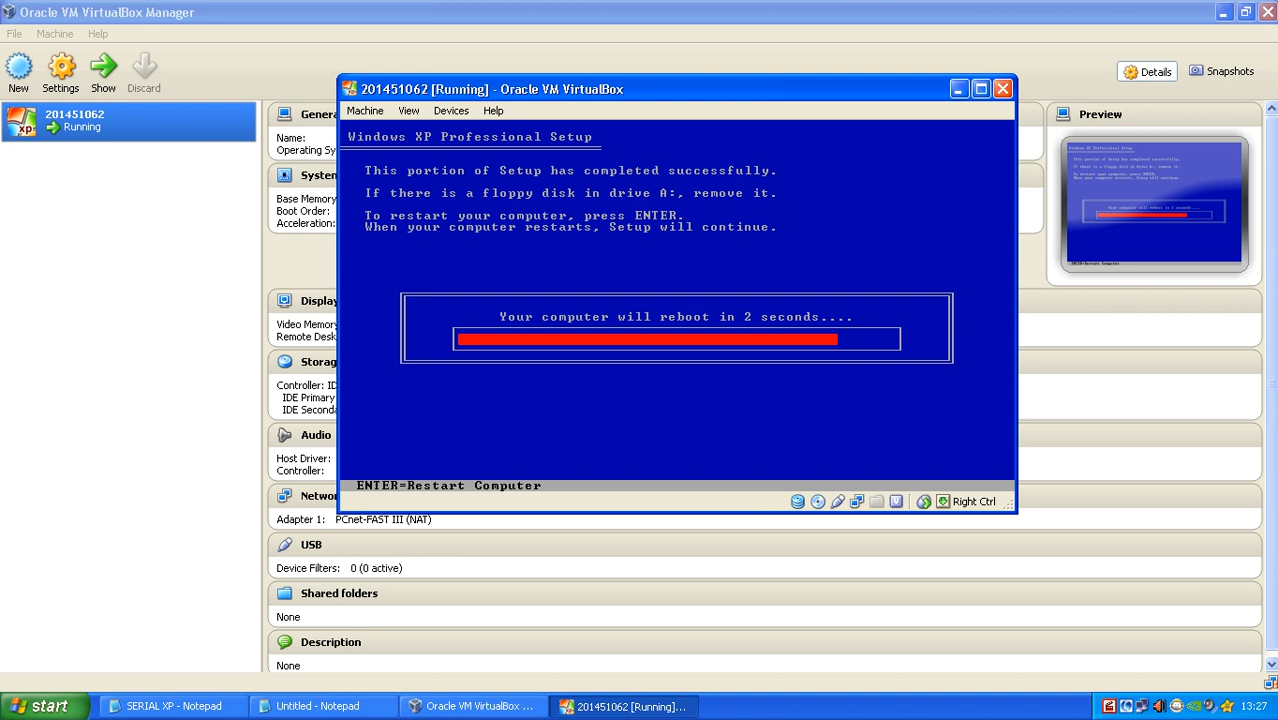 Oracle VM VirtualBox Manager
File Machine Help
New Settings Show Discard
Details Snapshots
201451062
Running
Genera
Name:
Operating Sy
System
Base Memory
Boot Order:
Acceleration:
Display
Video Memory
Remote Desk
Storag
Controller: ID
IDE Primary
IDE Seconda
Audio
Host Driver:
Controller:
Netwo
Adapter 1: PCnet-FAST III (NAT)
USB
Device Filters: 0 (0 active)
Shared folders
None
Description
None
Preview
201451062 [Running] - Oracle VM VirtualBox
Machine View Devices Help
Windows XP Professional Setup
This portion of Setup has completed successfully.
If there is a floppy disk in drive A:, remove it.
To restart your computer, press ENTER.
When your computer restarts, Setup will continue.
Your computer will reboot in 2 seconds....
ENTER=Restart Computer
Right Ctrl
start
SERIAL XP - Notepad
Untitled - Notepad
Oracle VM VirtualBox ...
201451062 [Running]...
13:27